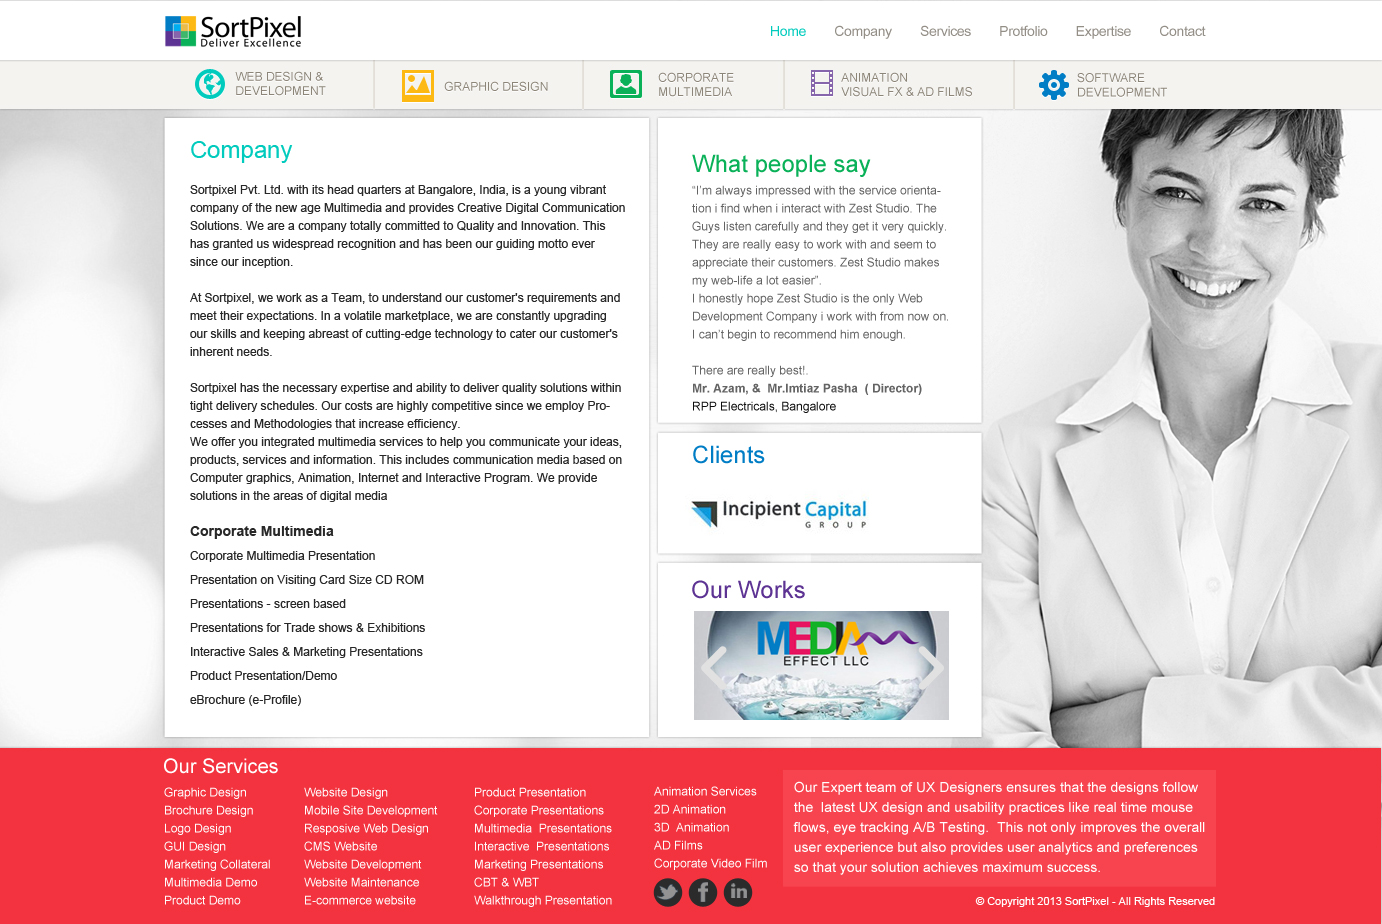 SortPixel
Deliver Excellence
Home Company Services Protfolio Expertise Contact
WEB DESIGN &
DEVELOPMENT
GRAPHIC DESIGN
CORPORATE
MULTIMEDIA
ANIMATION
VISUAL FX & AD FILMS
SOFTWARE
DEVELOPMENT
Company
Sortpixel Pvt. Ltd. with its head quarters at Bangalore, India, is a young vibrant
company of the new age Multimedia and provides Creative Digital Communication
Solutions. We are a company totally committed to Quality and Innovation. This
has granted us widespread recognition and has been our guiding motto ever
since our inception.
At Sortpixel, we work as a Team, to understand our customer's requirements and
meet their expectations. In a volatile marketplace, we are constantly upgrading
our skills and keeping abreast of cutting-edge technology to cater our customer's
inherent needs.
Sortpixel has the necessary expertise and ability to deliver quality solutions within
tight delivery schedules. Our costs are highly competitive since we employ Pro-
cesses and Methodologies that increase efficiency.
We offer you integrated multimedia services to help you communicate your ideas,
products, services and information. This includes communication media based on
Computer graphics, Animation, Internet and Interactive Program. We provide
solutions in the areas of digital media
Corporate Multimedia
Corporate Multimedia Presentation
Presentation on Visiting Card Size CD ROM
Presentations - screen based
Presentations for Trade shows & Exhibitions
Interactive Sales & Marketing Presentations
Product Presentation/Demo
eBrochure (e-Profile)
What people say
“I’m always impressed with the service orienta-
tion i find when i interact with Zest Studio. The
Guys listen carefully and they get it very quickly.
They are really easy to work with and seem to
appreciate their customers. Zest Studio makes
my web-life a lot easier”.
I honestly hope Zest Studio is the only Web
Development Company i work with from now on.
I can’t begin to recommend him enough.
There are really best!.
Mr. Azam, & Mr.Imtiaz Pasha ( Director)
RPP Electricals, Bangalore
Clients
Incipient Capital
GROUP
Our Works
MEDIA
EFFECT LLC
Our Services
Graphic Design
Brochure Design
Logo Design
GUI Design
Marketing Collateral
Multimedia Demo
Product Demo
Website Design
Mobile Site Development
Resposive Web Design
CMS Website
Website Development
Website Maintenance
E-commerce website
Product Presentation
Corporate Presentations
Multimedia Presentations
Interactive Presentations
Marketing Presentations
CBT & WBT
Walkthrough Presentation
Animation Services
2D Animation
3D Animation
AD Films
Corporate Video Film
f
in
Our Expert team of UX Designers ensures that the designs follow
the latest UX design and usability practices like real time mouse
flows, eye tracking A/B Testing. This not only improves the overall
user experience but also provides user analytics and preferences
so that your solution achieves maximum success.
© Copyright 2013 SortPixel - All Rights Reserved